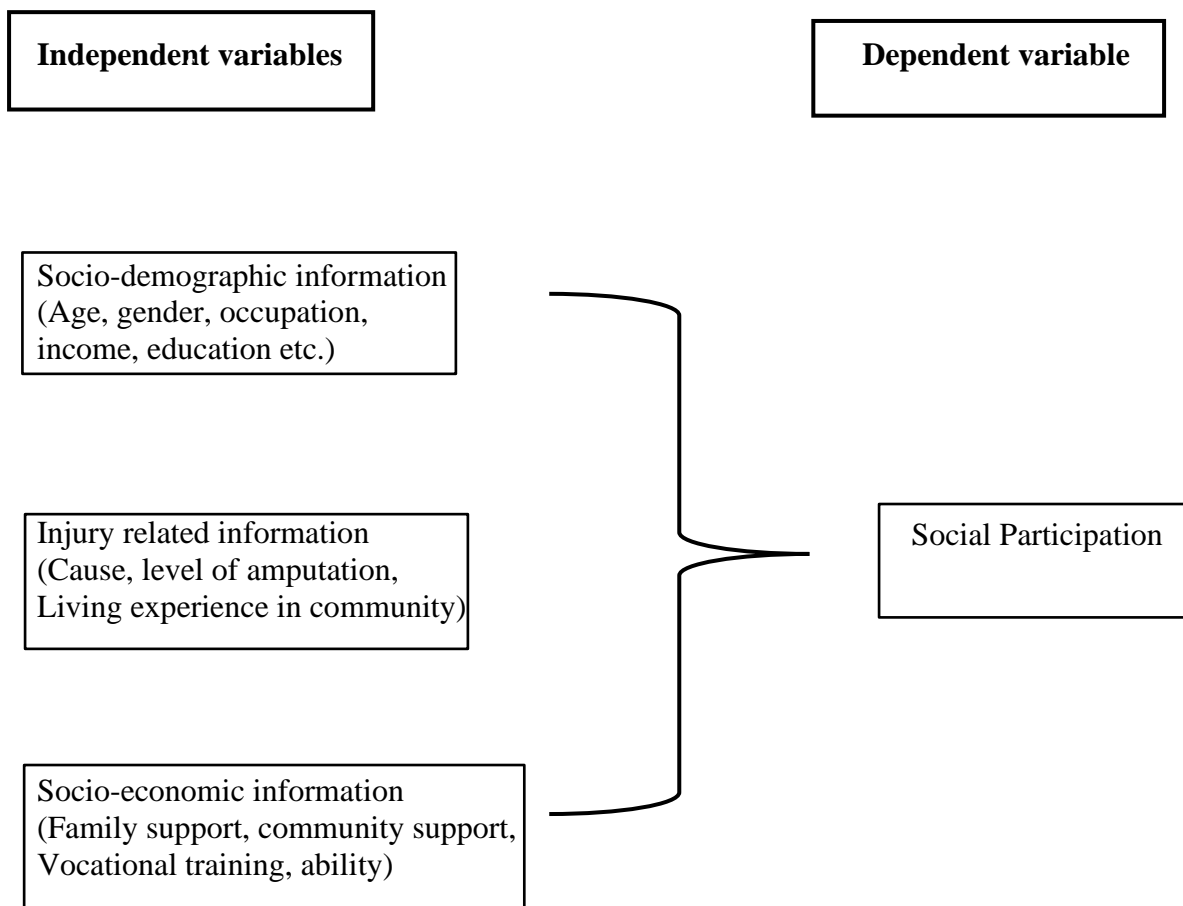 Independent variables
Dependent variable
Socio-demographic information
(Age, gender, occupation,
income, education etc.)
Injury related information
(Cause, level of amputation,
Living experience in community)
Social Participation
Socio-economic information
(Family support, community support,
Vocational training, ability)